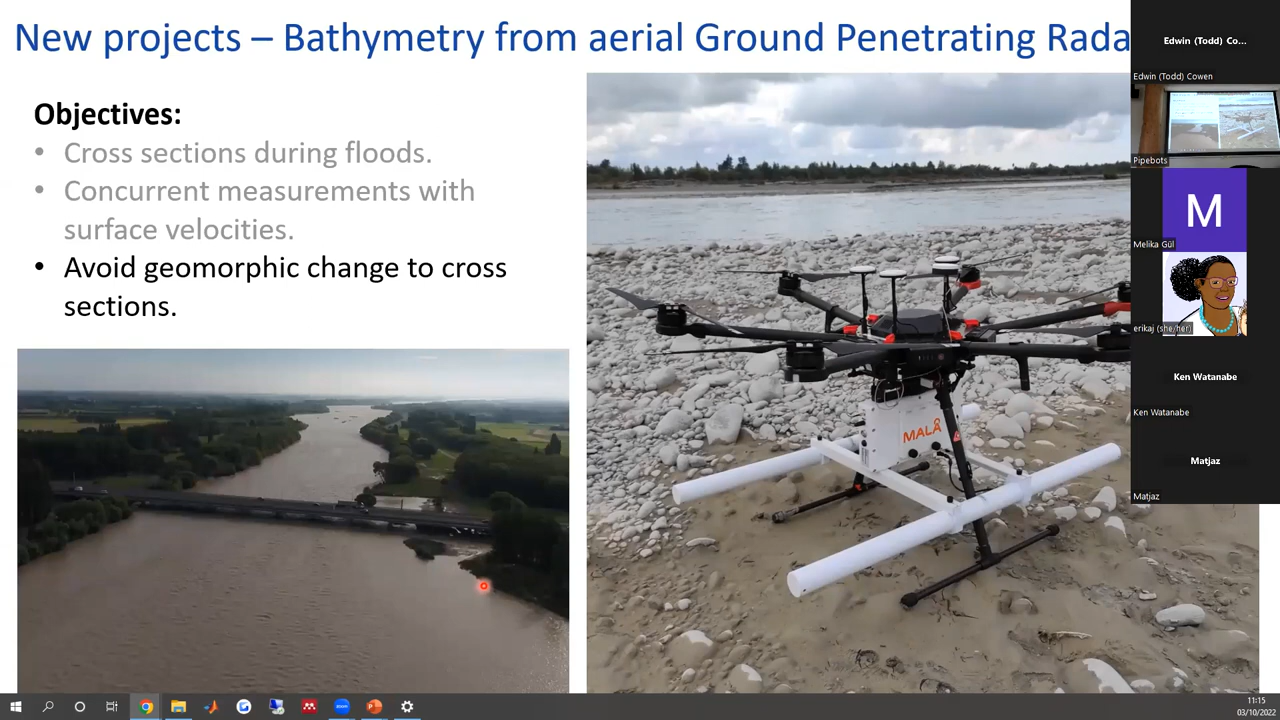 New projects – Bathymetry from aerial Ground Penetrating Rada
Objectives:
• Cross sections during floods.
• Concurrent measurements with
surface velocities.
• Avoid geomorphic change to cross
sections.
MALÅ
Edwin (Todd) Co...
Edwin (Todd) Cowen
Pipebots
M
Melika Gül
erikaj (she/her)
Ken Watanabe
Ken Watanabe
Matjaz
Matjaz
zoom
11:15
03/10/2022